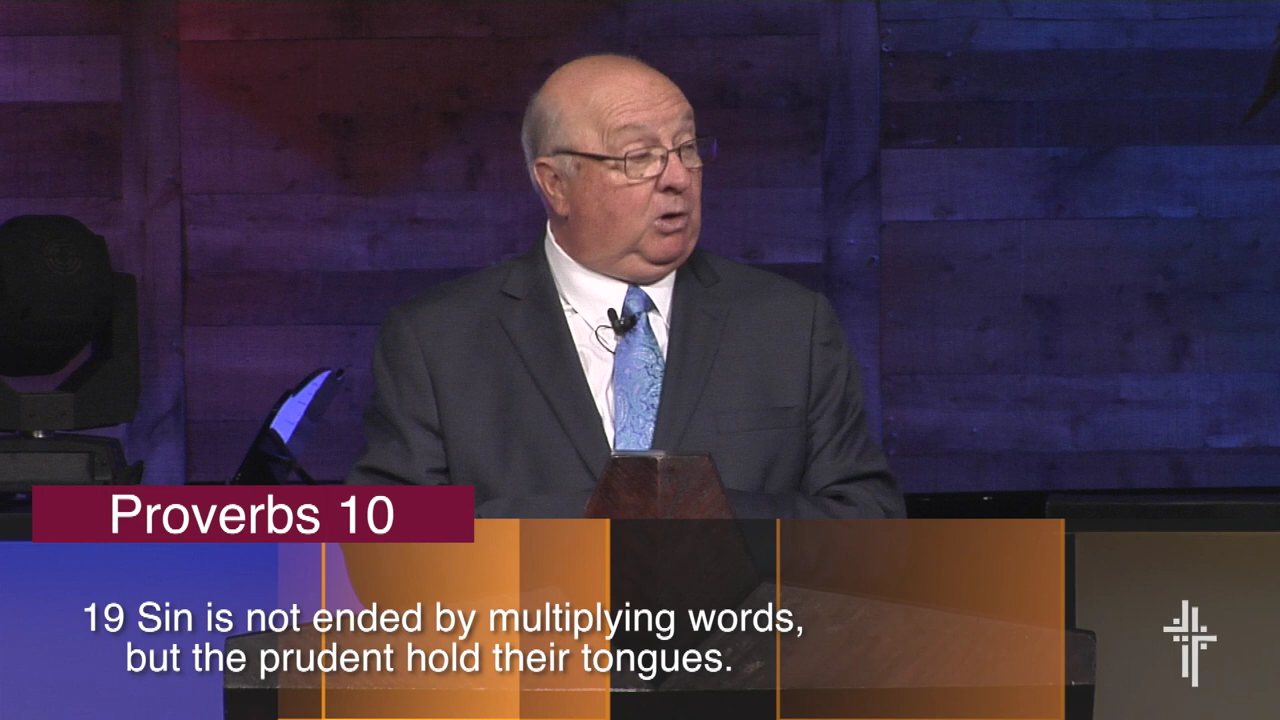 Proverbs 10
19 Sin is not ended by multiplying words,
but the prudent hold their tongues.